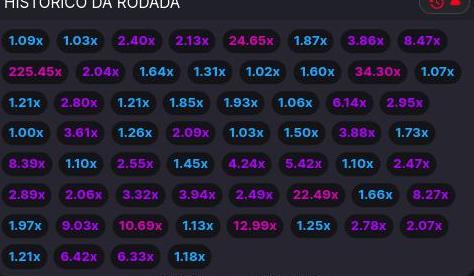 HISTÓRICO DA RODADA
1.09x 1.03x 2.40x 2.13x 24.65x 1.87x 3.86x 8.47x
225.45x 2.04x 1.64x 1.31x 1.02x 1.60x 34.30x 1.07x
1.21x 2.80x 1.21x 1.85x 1.93x 1.06x 6.14x 2.95x
1.00x 3.61x 1.26x 2.09x 1.03x 1.50x 3.88x 1.73x
8.39x 1.10x 2.55x 1.45x 4.24x 5.42x 1.10x 2.47x
2.89x 2.06x 3.32x 3.94x 2.49x 22.49x 1.66x 8.27x
1.97x 9.03x 10.69x 1.13x 12.99x 1.25x 2.78x 2.07x
1.21x 6.42x 6.33x 1.18x